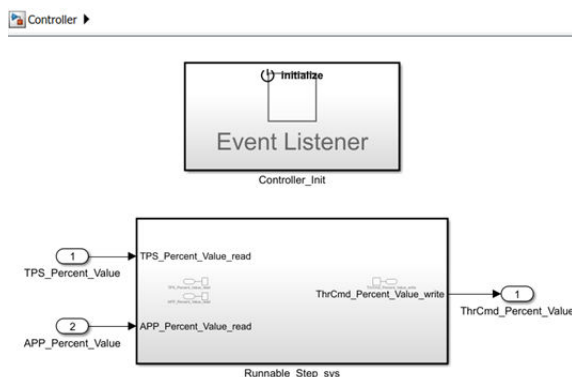 Controller
initialize
Event Listener
Controller_Init
1
TPS_Percent_Value
TPS_Percent_Value_read
ThrCmd_Percent_Value_write
1
ThrCmd_Percent_Value
2
APP_Percent_Value
APP_Percent_Value_read
Runnable_Step_sys